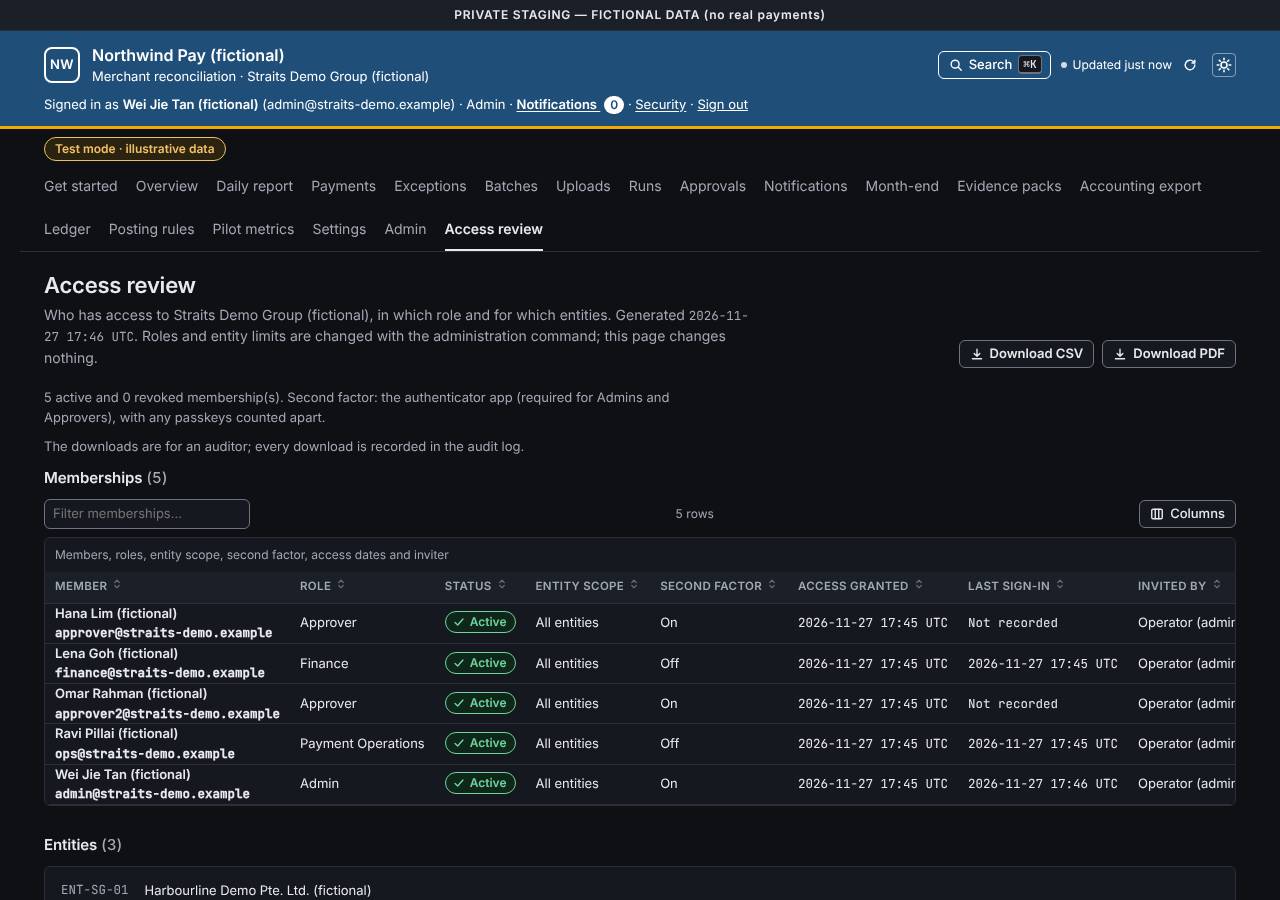 PRIVATE STAGING — FICTIONAL DATA (no real payments)
NW
Northwind Pay (fictional)
Merchant reconciliation · Straits Demo Group (fictional)
Search ⌘K
Updated just now
Signed in as Wei Jie Tan (fictional) (admin@straits-demo.example) · Admin · Notifications 0 · Security · Sign out
Test mode · illustrative data
Get started Overview Daily report Payments Exceptions Batches Uploads Runs Approvals Notifications Month-end Evidence packs Accounting export
Ledger Posting rules Pilot metrics Settings Admin Access review
Access review
Who has access to Straits Demo Group (fictional), in which role and for which entities. Generated 2026-11-
27 17:46 UTC. Roles and entity limits are changed with the administration command; this page changes
nothing.
Download CSV Download PDF
5 active and 0 revoked membership(s). Second factor: the authenticator app (required for Admins and
Approvers), with any passkeys counted apart.
The downloads are for an auditor; every download is recorded in the audit log.
Memberships (5)
Filter memberships...
5 rows
Columns
Members, roles, entity scope, second factor, access dates and inviter
MEMBER ROLE STATUS ENTITY SCOPE SECOND FACTOR ACCESS GRANTED LAST SIGN-IN INVITED BY
Hana Lim (fictional)
approver@straits-demo.example
Approver Active All entities On 2026-11-27 17:45 UTC Not recorded Operator (admin
Lena Goh (fictional)
finance@straits-demo.example
Finance Active All entities Off 2026-11-27 17:45 UTC 2026-11-27 17:45 UTC Operator (admin
Omar Rahman (fictional)
approver2@straits-demo.example
Approver Active All entities On 2026-11-27 17:45 UTC Not recorded Operator (admin
Ravi Pillai (fictional)
ops@straits-demo.example
Payment Operations Active All entities Off 2026-11-27 17:45 UTC 2026-11-27 17:45 UTC Operator (admin
Wei Jie Tan (fictional)
admin@straits-demo.example
Admin Active All entities On 2026-11-27 17:45 UTC 2026-11-27 17:46 UTC Operator (admin
Entities (3)
ENT-SG-01 Harbourline Demo Pte. Ltd. (fictional)